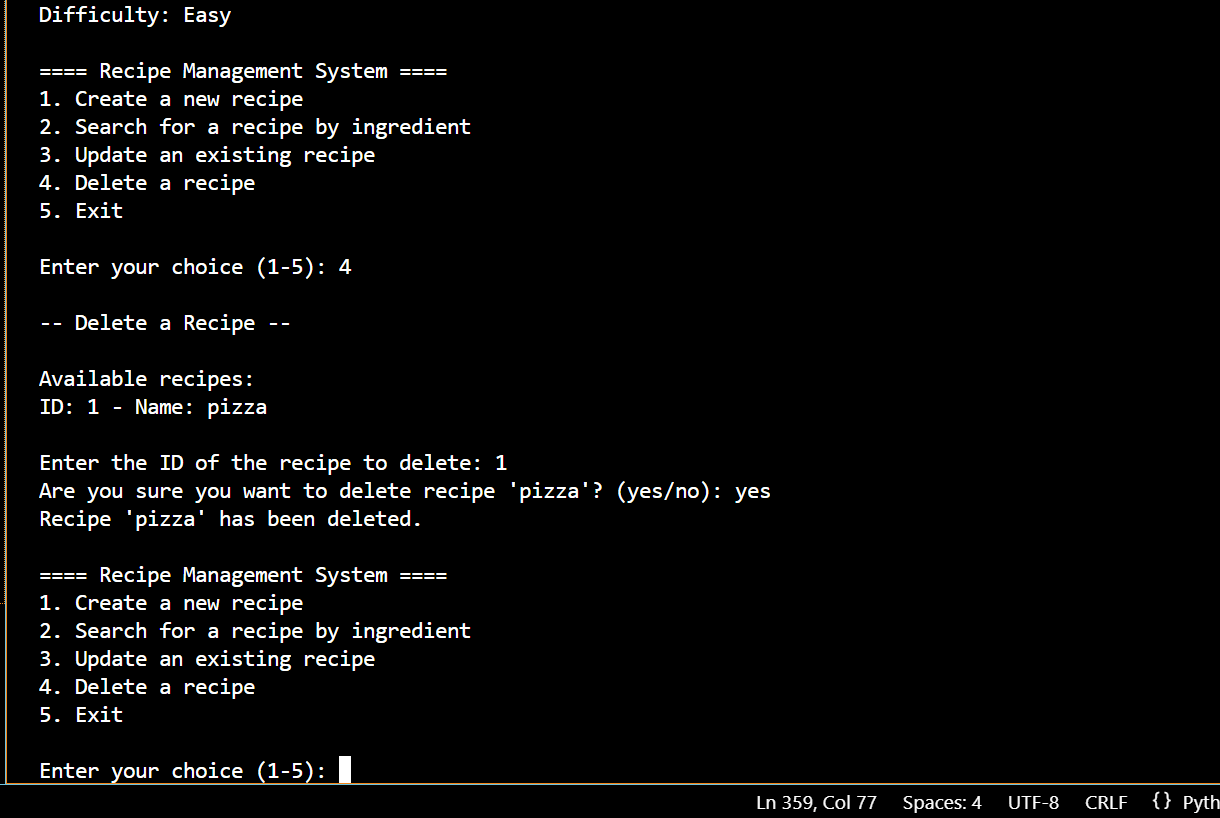 Difficulty: Easy
==== Recipe Management System ====
1. Create a new recipe
2. Search for a recipe by ingredient
3. Update an existing recipe
4. Delete a recipe
5. Exit
Enter your choice (1-5): 4
-- Delete a Recipe --
Available recipes:
ID: 1 - Name: pizza
Enter the ID of the recipe to delete: 1
Are you sure you want to delete recipe 'pizza'? (yes/no): yes
Recipe 'pizza' has been deleted.
==== Recipe Management System ====
1. Create a new recipe
2. Search for a recipe by ingredient
3. Update an existing recipe
4. Delete a recipe
5. Exit
Enter your choice (1-5):
Ln 359, Col 77 Spaces: 4 UTF-8 CRLF {} Pyth